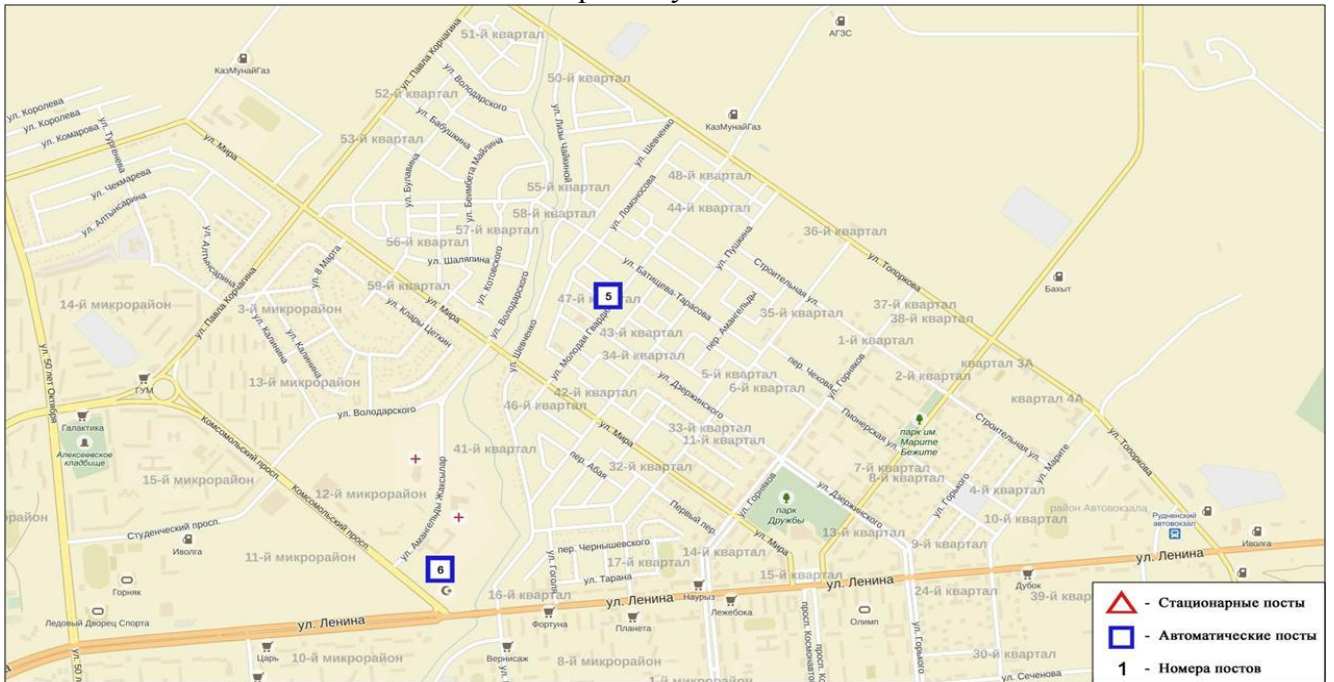 51-й квартал
АГЗС
КазМунайГаз
ул. Павла Корчагина
50-й квартал
ул. Володарского
52-й квартал
ул. Королева
ул. Королева
ул. Комарова
ул. Тургенева
ул. Бабушкина
ул. Лизы Чайкиной
КазМунайГаз
ул. Шевченко
ул. Мира
53-й квартал
ул. Беимбета Майлина
ул. Булавина
ул. Чекмарева
55-й квартал
48-й квартал
ул. Ломоносова
ул. Алтынсарина
44-й квартал
58-й квартал
57-й квартал
36-й квартал
ул. Пушкина
ул. Алтынсарина
ул. 8 Марта
56-й квартал
ул. Шаляпина
ул. Котовского
ул. Батищева-Тарасова
Строительная ул.
ул. Топоркова
Бахыт
14-й микрорайон
ул. Павла Корчагина
3-й микрорайон
59-й квартал
ул. Мира
ул. Володарского
47-й квартал
5
37-й квартал
38-й квартал
35-й квартал
ул. Калинина
ул. Калинина
ул. Клары Цеткин
ул. Шевченко
ул. Молодая Гвардия
43-й квартал
пер. Амангельды
1-й квартал
34-й квартал
квартал 3А
ул. 50 лет Октября
ГУМ
13-й микрорайон
42-й квартал
ул. Дзержинского
5-й квартал
6-й квартал
пер. Чехова
ул. Горняков
2-й квартал
квартал 4А
Галактика
Алексеевское
кладбище
ул. Володарского
46-й квартал
Комсомольский просп.
41-й квартал
ул. Мира
33-й квартал
11-й квартал
Пионерская ул.
парк им.
Марите
Бежите
Строительная ул.
ул. Топоркова
пер. Абая
32-й квартал
7-й квартал
8-й квартал
ул. Марите
15-й микрорайон
12-й микрорайон
Комсомольский просп.
ул. Амангельды Жаксылар
ул. Горняков
парк
Дружбы
ул. Дзержинского
ул. Горького
4-й квартал
район Автовокзала
10-й квартал
Рудненский
автовокзал
Студенческий просп.
Иволга
11-й микрорайон
Первый пер.
ул. Мира
13-й квартал
9-й квартал
Иволга
пер. Чернышевского
14-й квартал
17-й квартал
ул. Ленина
6
ул. Гоголя
ул. Тарана
15-й квартал
Горняк
16-й квартал
Наурыз
ул. Ленина
Дубок
24-й квартал
ул. Ленина
Лежебока
Ледовый Дворец Спорта
ул. Ленина
Фортуна
Планета
Олимп
ул. Горького
Царь
10-й микрорайон
Вернисаж
8-й микрорайон
30-й квартал
ул. Сеченова
- Стационарные посты
- Автоматические посты
1 - Номера постов